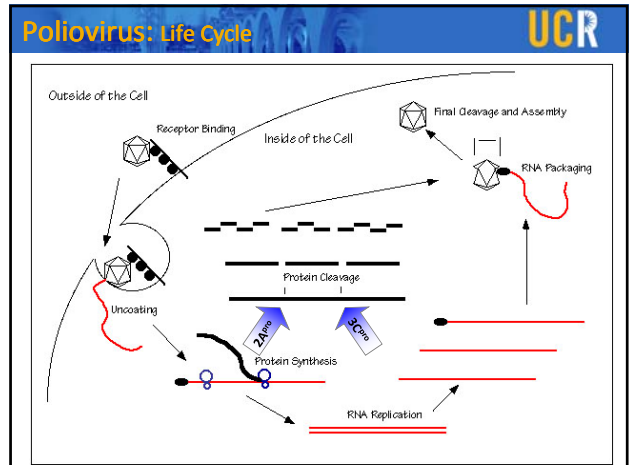 Poliovirus: Life Cycle
UCR
Outside of the Cell
Receptor Binding
Inside of the Cell
Final Cleavage and Assembly
RNA Packaging
Protein Cleavage
Uncoating
2Apro
3Cpro
Protein Synthesis
RNA Replication